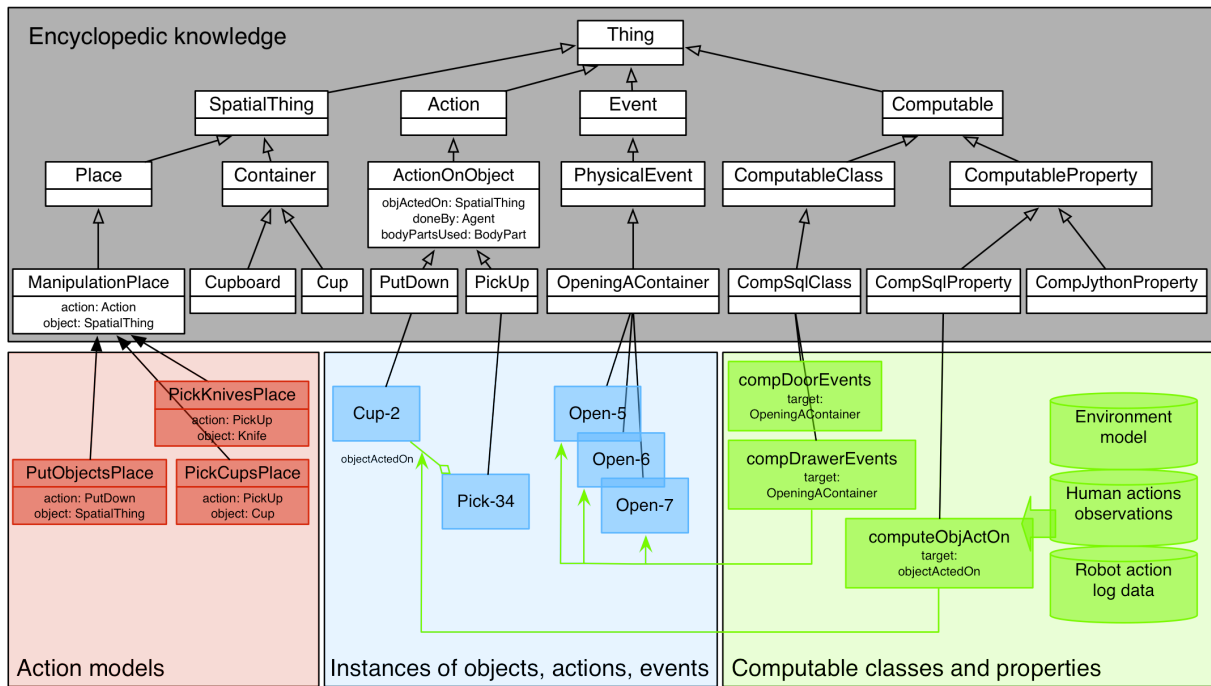 Encyclopedic knowledge
Thing
SpatialThing
Action
Event
Computable
Place
Container
ActionOnObject
objActedOn: SpatialThing
doneBy: Agent
bodyPartsUsed: BodyPart
PhysicalEvent
ComputableClass
ComputableProperty
ManipulationPlace
action: Action
object: SpatialThing
Cupboard
Cup
PutDown
PickUp
OpeningAContainer
CompSqlClass
CompSqlProperty
CompJythonProperty
PickKnivesPlace
action: PickUp
object: Knife
PutObjectsPlace
action: PutDown
object: SpatialThing
PickCupsPlace
action: PickUp
object: Cup
Action models
Cup-2
objectActedOn
Pick-34
Open-5
Open-6
Open-7
Instances of objects, actions, events
compDoorEvents
target:
OpeningAContainer
compDrawerEvents
target:
OpeningAContainer
computeObjActOn
target:
objectActedOn
Environment
model
Human actions
observations
Robot action
log data
Computable classes and properties